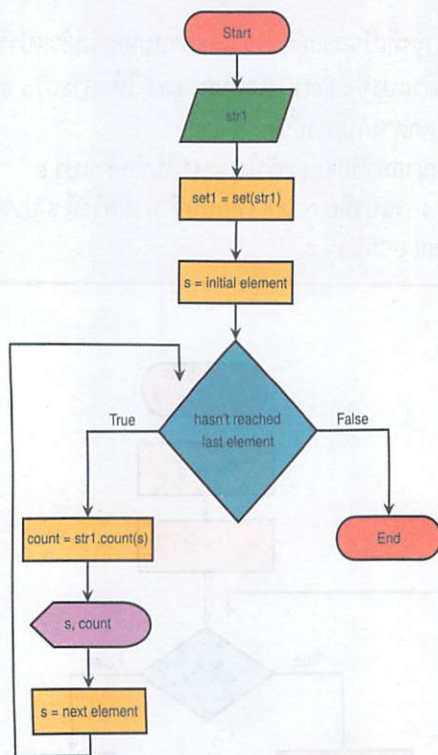 Start
str1
set1 = set(str1)
s = initial element
hasn't reached
last element
True
False
count = str1.count(s)
End
s, count
s = next element